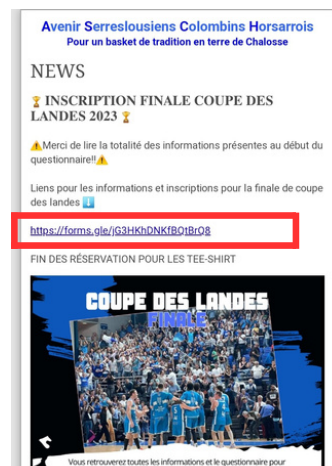 Avenir Serreslousiens Colombins Horsarrois
Pour un basket de tradition en terre de Chalosse
NEWS
🏆 INSCRIPTION FINALE COUPE DES
LANDES 2023 🏆
⚠️Merci de lire la totalité des informations présentes au début du
questionnaire!!⚠️
Liens pour les informations et inscriptions pour la finale de coupe
des landes ⬇️
https://forms.gle/jG3HKhDNKfBQtBrQ8
FIN DES RÉSERVATION POUR LES TEE-SHIRT
COUPE DES LANDES
FINALE
Vous retrouverez toutes les informations et le questionnaire pour